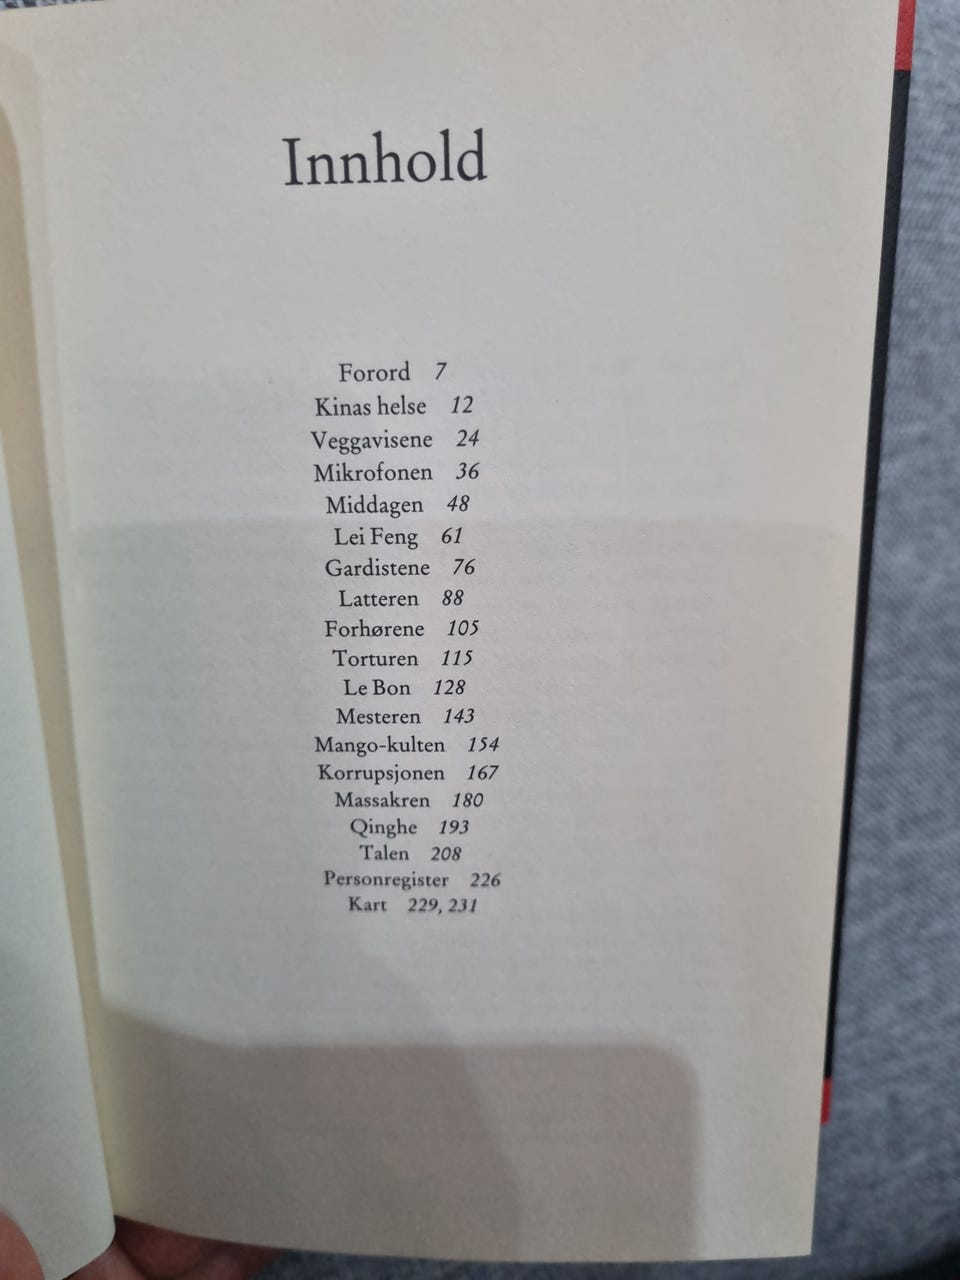 Innhold
Forord 7
Kinas helse 12
Veggavisene 24
Mikrofonen 36
Middagen 48
Lei Feng 61
Gardistene 76
Latteren 88
Forhørene 105
Torturen 115
Le Bon 128
Mesteren 143
Mango-kulten 154
Korrupsjonen 167
Massakren 180
Qinghe 193
Talen 208
Personregister 226
Kart 229, 231